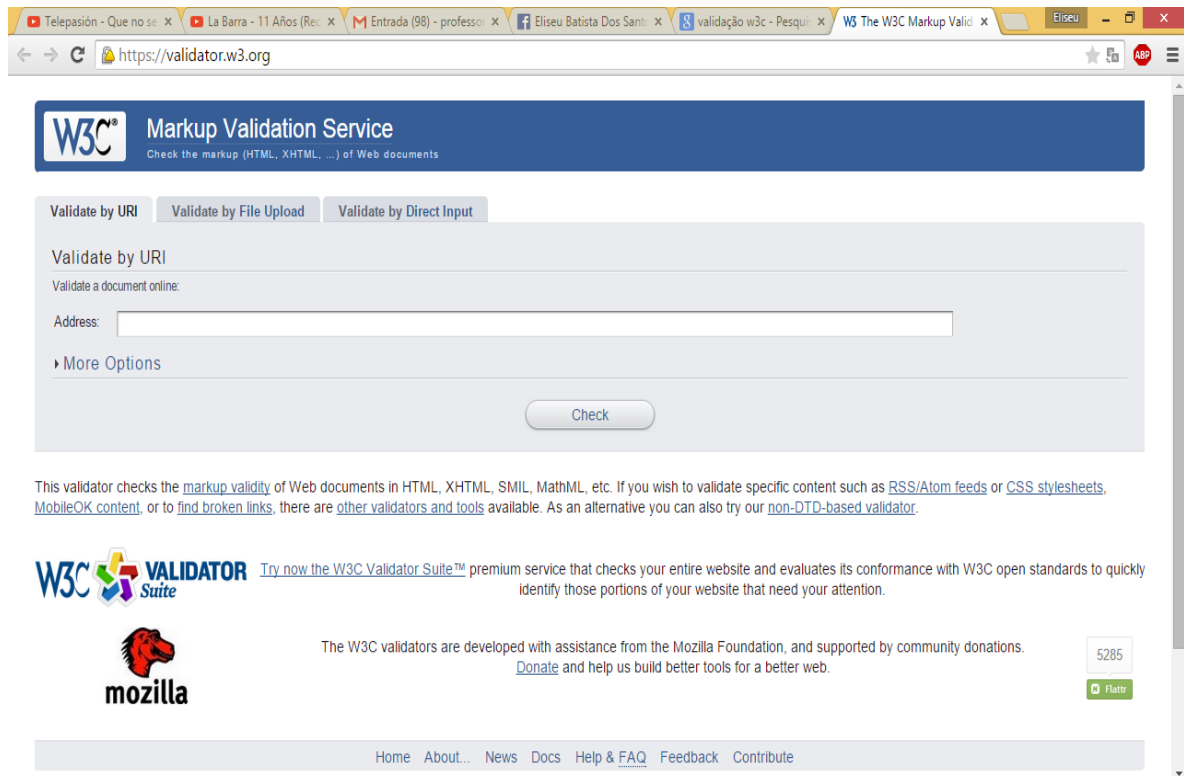 Telepasión - Que no se
La Barra - 11 Años (Rec
Entrada (98) - professor
Eliseu Batista Dos Santo
validação w3c - Pesquis
W3 The W3C Markup Valid
Eliseu
https://validator.w3.org
ABP
W3C®
Markup Validation Service
Check the markup (HTML, XHTML, ...) of Web documents
Validate by URI
Validate by File Upload
Validate by Direct Input
Validate by URI
Validate a document online:
Address:
More Options
Check
This validator checks the markup validity of Web documents in HTML, XHTML, SMIL, MathML, etc. If you wish to validate specific content such as RSS/Atom feeds or CSS stylesheets,
MobileOK content, or to find broken links, there are other validators and tools available. As an alternative you can also try our non-DTD-based validator.
W3C VALIDATOR
Suite
Try now the W3C Validator Suite™ premium service that checks your entire website and evaluates its conformance with W3C open standards to quickly
identify those portions of your website that need your attention.
mozilla
The W3C validators are developed with assistance from the Mozilla Foundation, and supported by community donations.
Donate and help us build better tools for a better web.
5285
Flattr
Home About... News Docs Help & FAQ Feedback Contribute